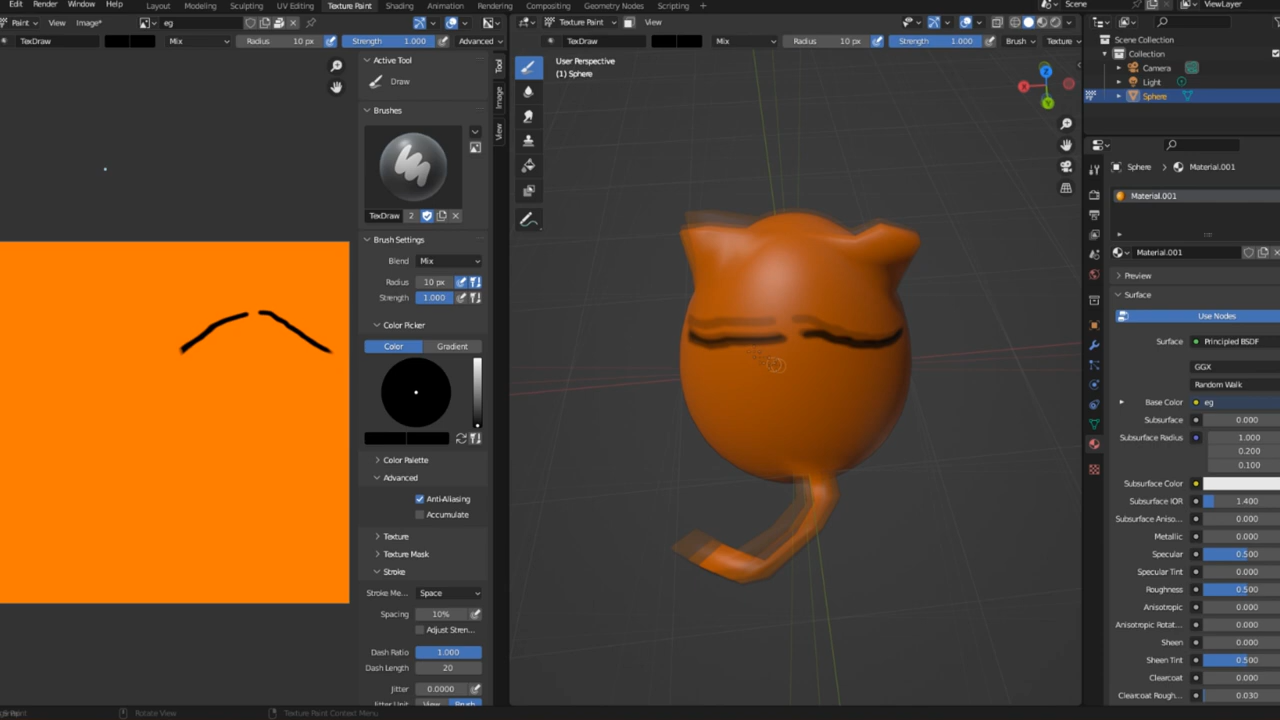 Edit Render Window Help Layout Modeling Sculpting UV Editing Texture Paint Shading Animation Rendering Compositing Geometry Nodes Scripting + Scene ViewLayer
Paint View Image* eg Texture Paint View
TexDraw Mix Radius 10 px Strength 1.000 Advanced TexDraw Mix Radius 10 px Strength 1.000 Brush Texture
Scene Collection
Collection
Camera
Light
Sphere
Active Tool
Draw
Brushes
TexDraw 2
Brush Settings
Blend Mix
Radius 10 px
Strength 1.000
Color Picker
Color Gradient
Color Palette
Advanced
Anti-Aliasing
Accumulate
Texture
Texture Mask
Stroke
Stroke Me... Space
Spacing 10%
Adjust Stren...
Dash Ratio 1.000
Dash Length 20
Jitter 0.0000
Jitter Unit View Brush
Tool
Image
View
User Perspective
(1) Sphere
Z
X
Y
Sphere > Material.001
Material.001
Material.001
Preview
Surface
Use Nodes
Surface Principled BSDF
GGX
Random Walk
Base Color eg
Subsurface 0.000
Subsurface Radius 1.000
0.200
0.100
Subsurface Color
Subsurface IOR 1.400
Subsurface Aniso... 0.000
Metallic 0.000
Specular 0.500
Specular Tint 0.000
Roughness 0.500
Anisotropic 0.000
Anisotropic Rotat... 0.000
Sheen 0.000
Sheen Tint 0.500
Clearcoat 0.000
Clearcoat Rough... 0.030
Rotate View Texture Paint Context Menu